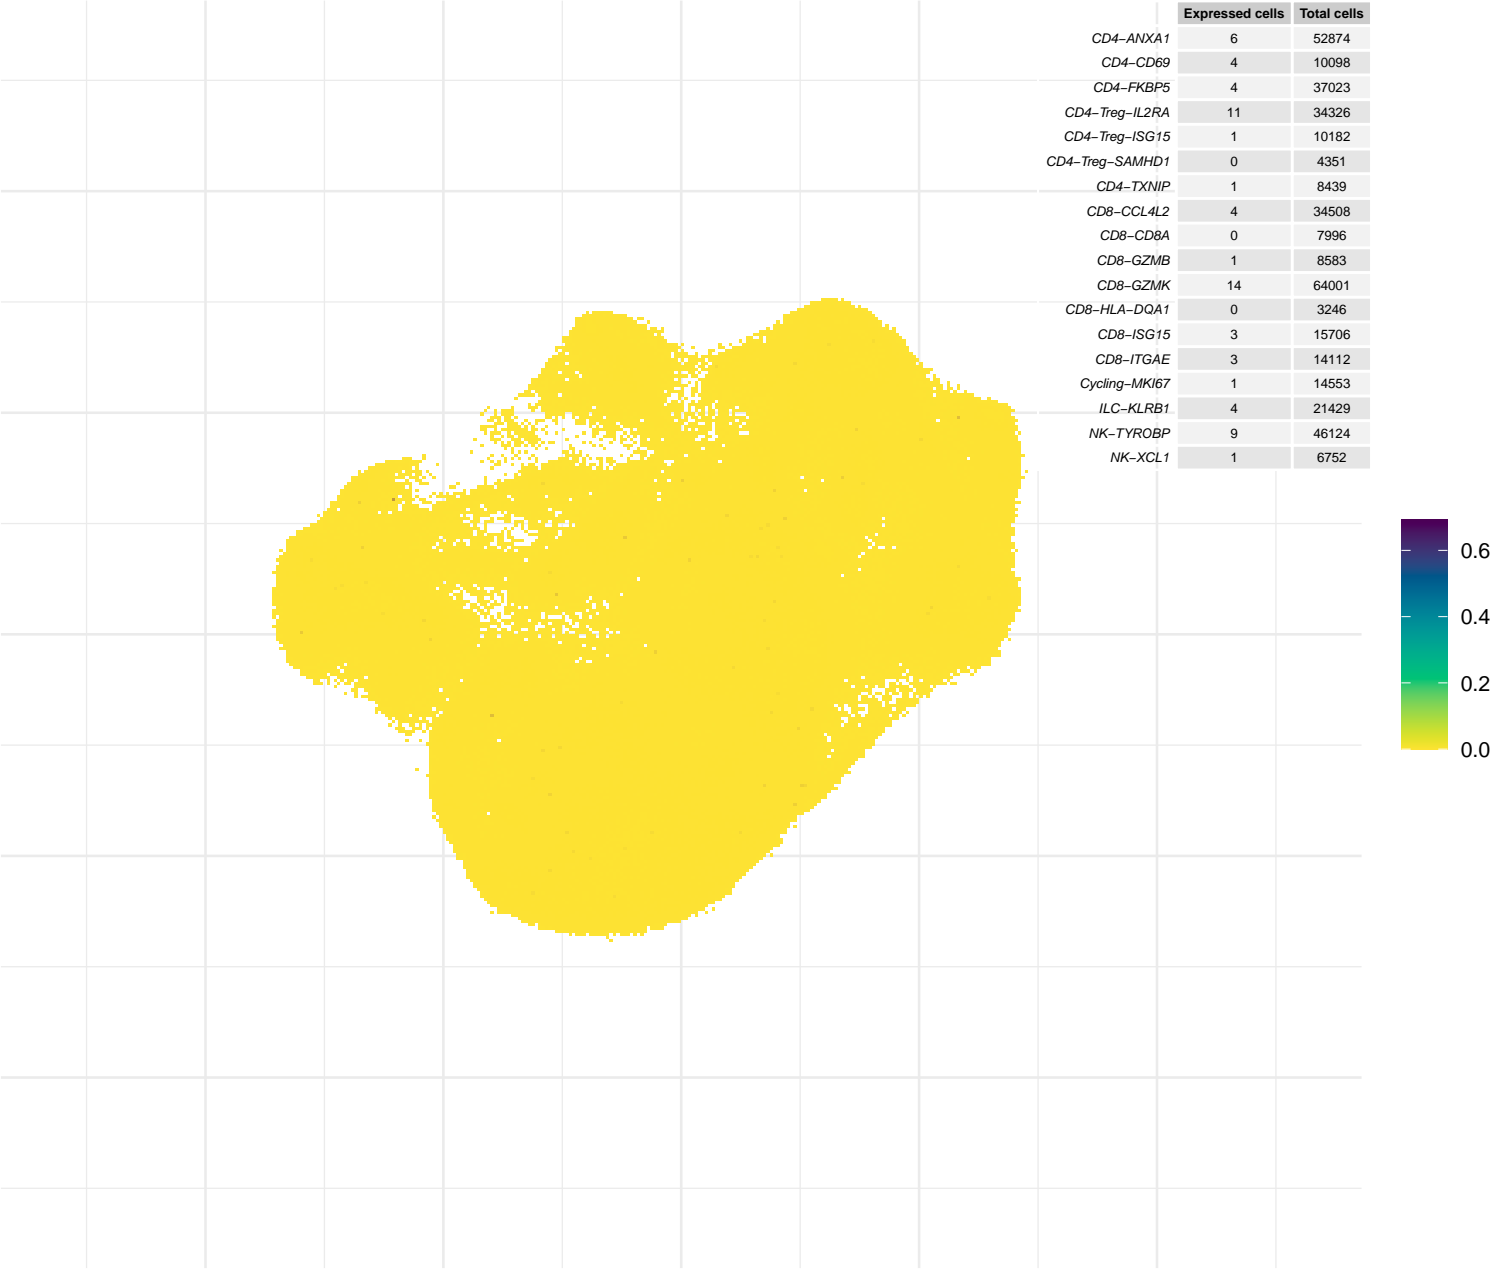 Expressed cells Total cells
CD4−ANXA1 6 52874
CD4−CD69 4 10098
CD4−FKBP5 4 37023
CD4−Treg−IL2RA 11 34326
CD4−Treg−ISG15 1 10182
CD4−Treg−SAMHD1 0 4351
CD4−TXNIP 1 8439
CD8−CCL4L2 4 34508
CD8−CD8A 0 7996
CD8−GZMB 1 8583
CD8−GZMK 14 64001
CD8−HLA−DQA1 0 3246
CD8−ISG15 3 15706
CD8−ITGAE 3 14112
Cycling−MKI67 1 14553
ILC−KLRB1 4 21429
NK−TYROBP 9 46124
NK−XCL1 1 6752
0.6
0.4
0.2
0.0